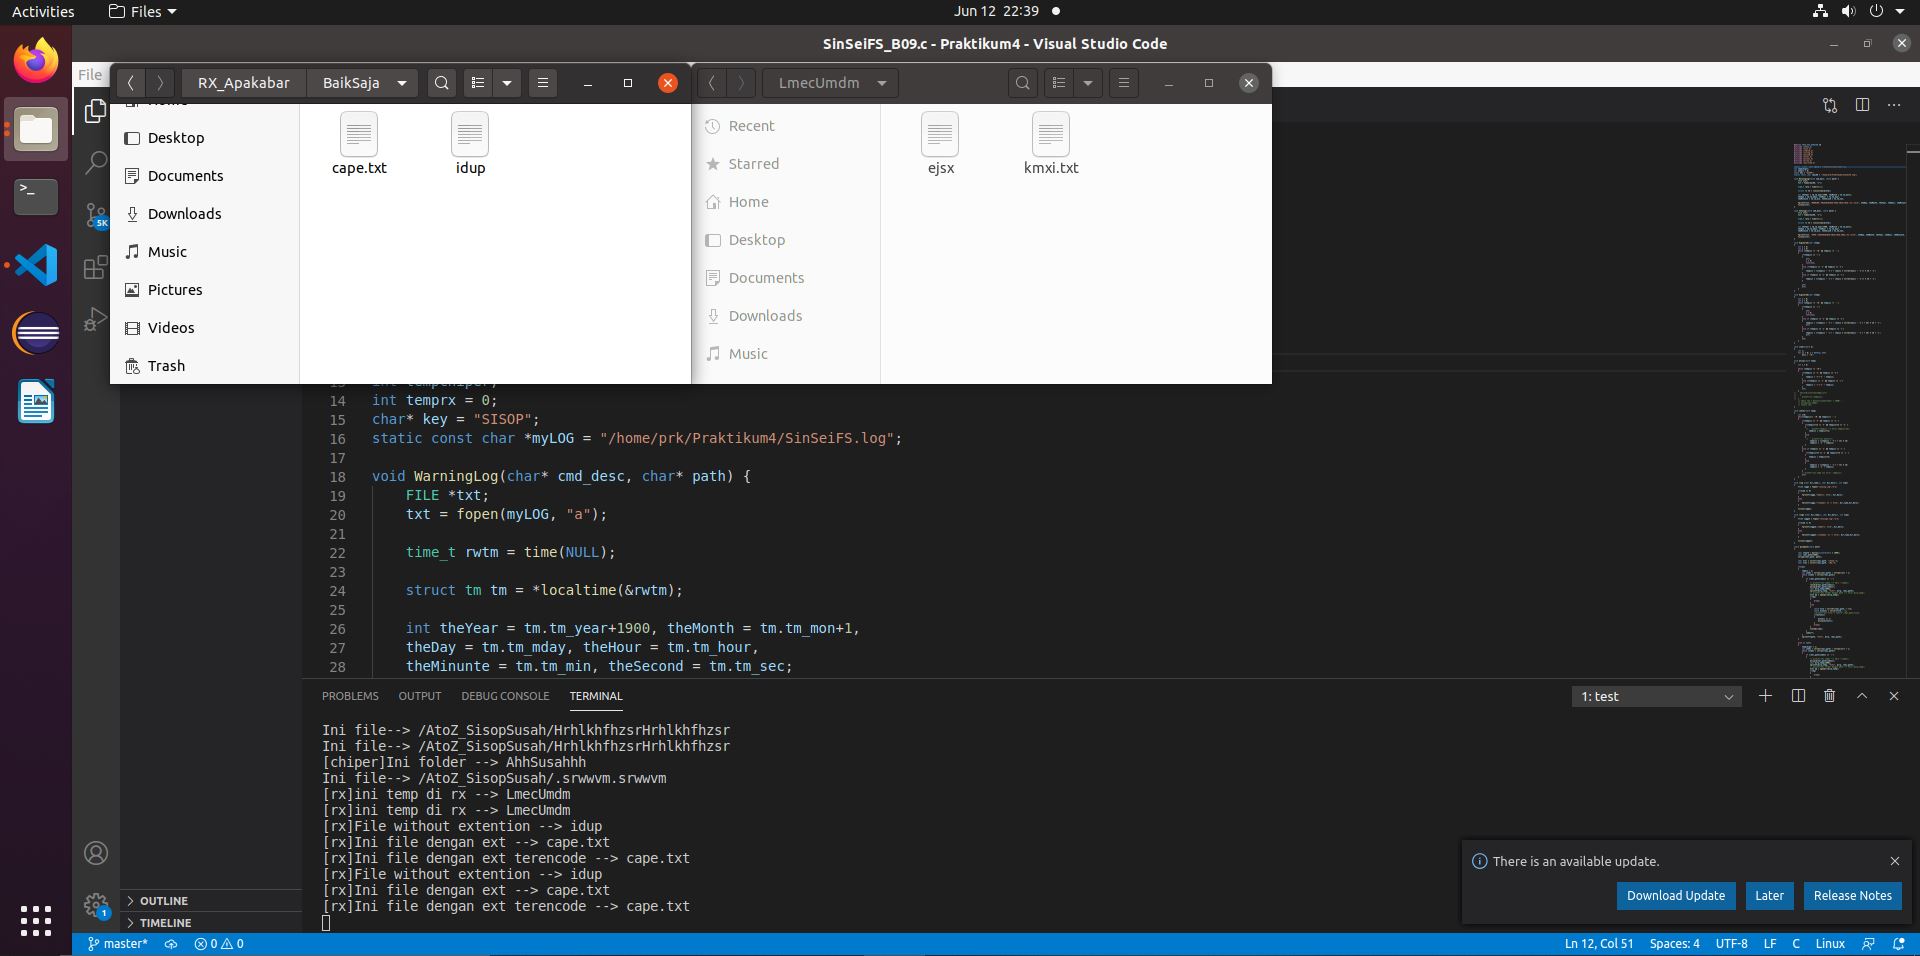 Activities
Files
Jun 12 22:39
SinSeiFS_B09.c - Praktikum4 - Visual Studio Code
File
RX_Apakabar
BaikSaja
Home
Desktop
Documents
Downloads
Music
Pictures
Videos
Trash
cape.txt
idup
LmecUmdm
Recent
Starred
Home
Desktop
Documents
Downloads
Music
ejsx
kmxi.txt
5K
14 int temprx = 0;
15 char* key = "SISOP";
16 static const char *myLOG = "/home/prk/Praktikum4/SinSeiFS.log";
17
18 void WarningLog(char* cmd_desc, char* path) {
19 FILE *txt;
20 txt = fopen(myLOG, "a");
21
22 time_t rwtm = time(NULL);
23
24 struct tm tm = *localtime(&rwtm);
25
26 int theYear = tm.tm_year+1900, theMonth = tm.tm_mon+1,
27 theDay = tm.tm_mday, theHour = tm.tm_hour,
28 theMinunte = tm.tm_min, theSecond = tm.tm_sec;
PROBLEMS OUTPUT DEBUG CONSOLE TERMINAL
1: test
Ini file--> /AtoZ_SisopSusah/HrhlkhfhzsrHrhlkhfhzsr
Ini file--> /AtoZ_SisopSusah/HrhlkhfhzsrHrhlkhfhzsr
[chiper]Ini folder --> AhhSusahhh
Ini file--> /AtoZ_SisopSusah/.srwwvm.srwwvm
[rx]ini temp di rx --> LmecUmdm
[rx]ini temp di rx --> LmecUmdm
[rx]File without extention --> idup
[rx]Ini file dengan ext --> cape.txt
[rx]Ini file dengan ext terencode --> cape.txt
[rx]File without extention --> idup
[rx]Ini file dengan ext --> cape.txt
[rx]Ini file dengan ext terencode --> cape.txt
OUTLINE
TIMELINE
1
There is an available update.
Download Update
Later
Release Notes
master*
0 0
Ln 12, Col 51
Spaces: 4
UTF-8
LF
C
Linux